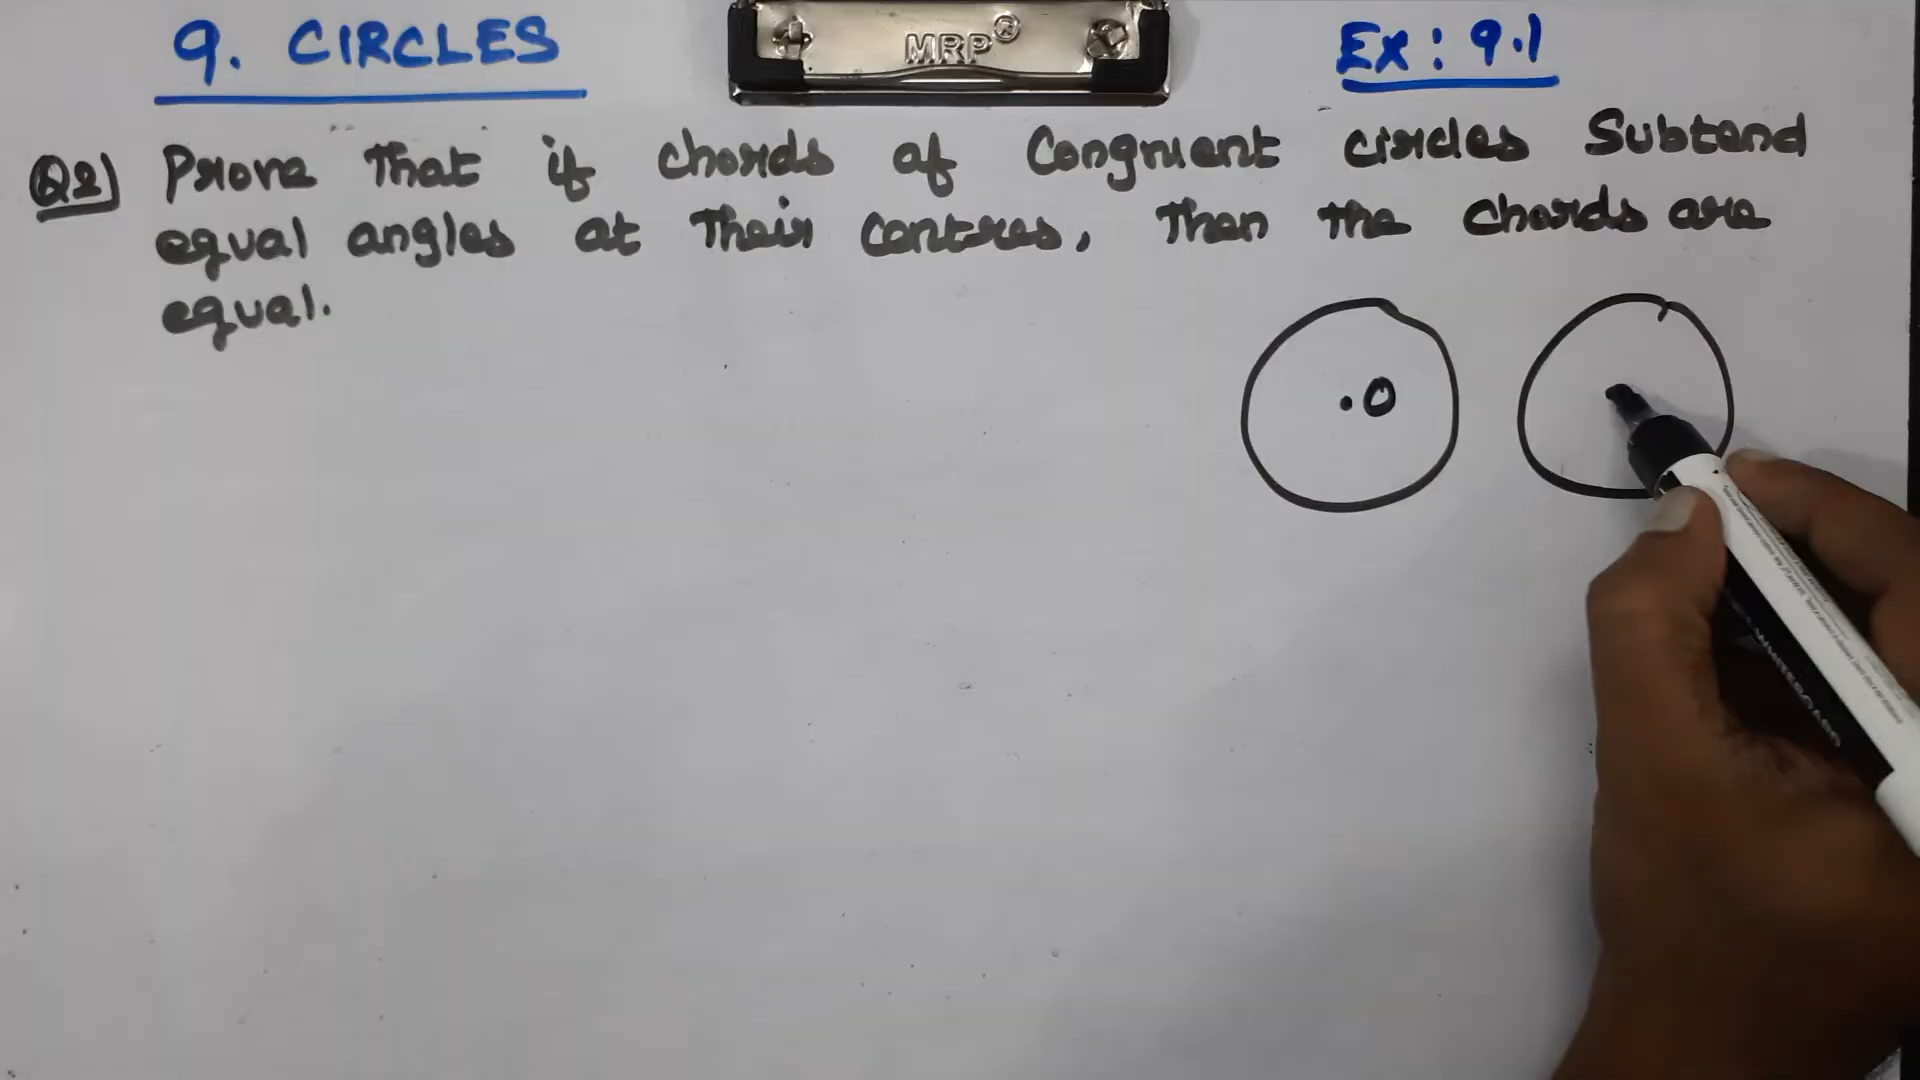 9. CIRCLES
MRP®
Ex: 9.1
Q2) Prove that if chords of Congruent circles Subtend
equal angles at their centres, then the chords are
equal.
.O